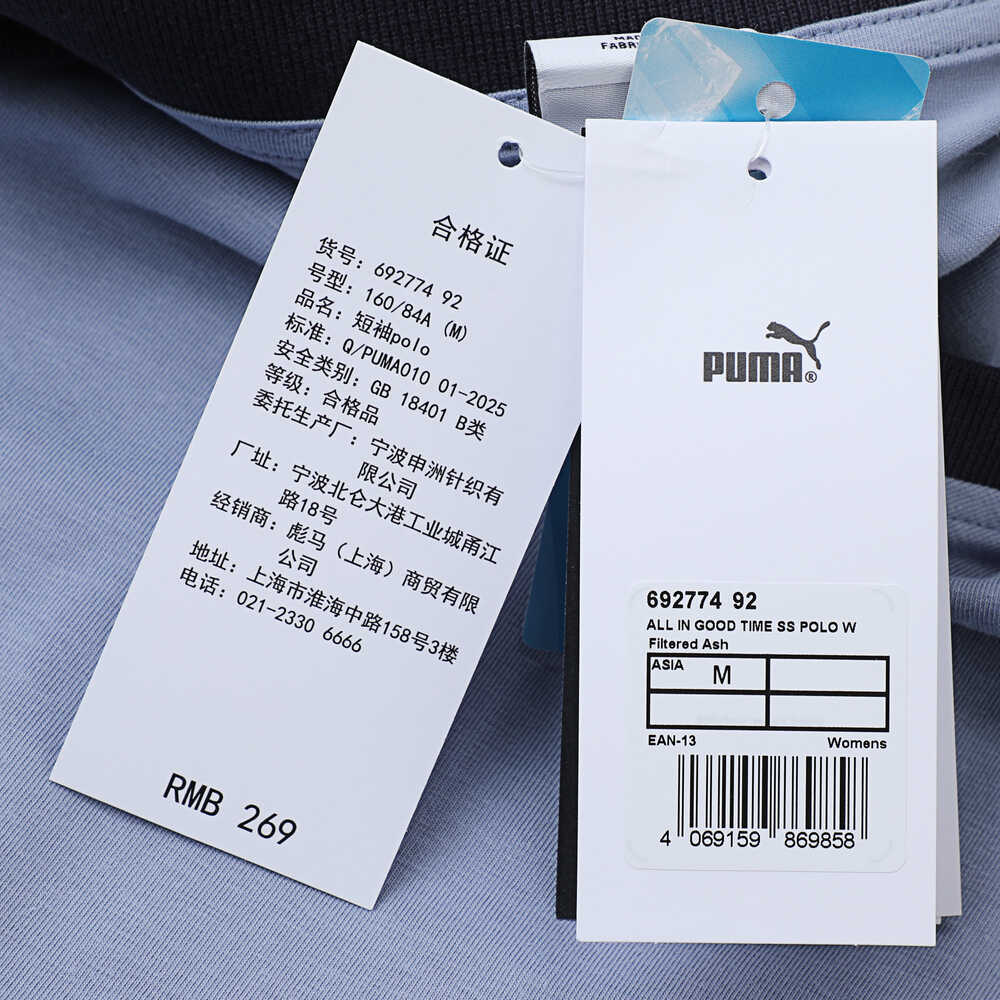 FABRI
合格证
货号: 692774 92
号型: 160/84A (M)
品名: 短袖polo
标准: Q/PUMA010 01-2025
安全类别: GB 18401 B类
等级: 合格品
委托生产厂: 宁波申洲针织有
限公司
厂址: 宁波北仑大港工业城甬江
路18号
经销商: 彪马（上海）商贸有限
公司
地址: 上海市淮海中路158号3楼
电话: 021-2330 6666
RMB 269
PUMA®
692774 92
ALL IN GOOD TIME SS POLO W
Filtered Ash
ASIA M
EAN-13 Womens
4 069159 869858